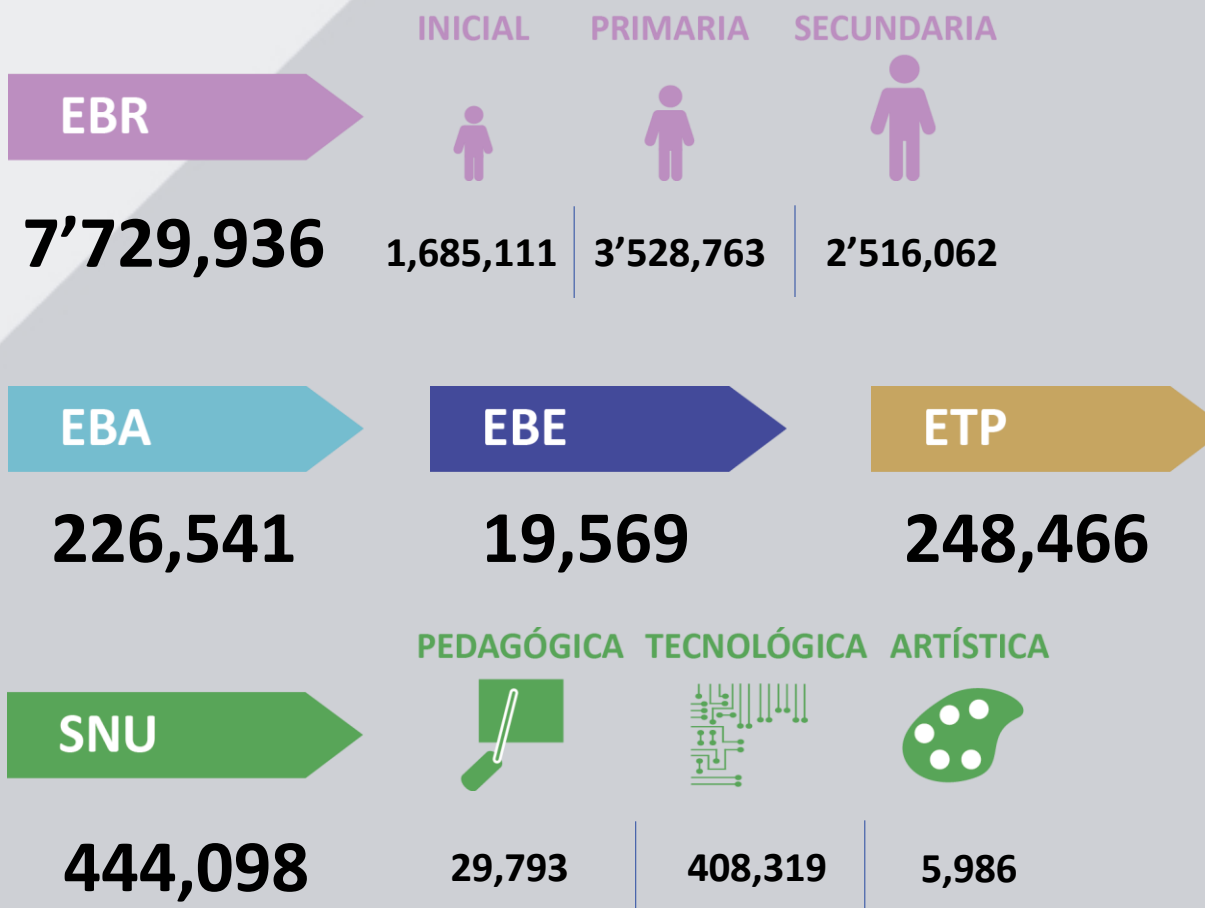 INICIAL PRIMARIA SECUNDARIA
EBR
7’729,936 1,685,111 3’528,763 2’516,062
EBA EBE ETP
226,541 19,569 248,466
PEDAGÓGICA TECNOLÓGICA ARTÍSTICA
SNU
444,098 29,793 408,319 5,986